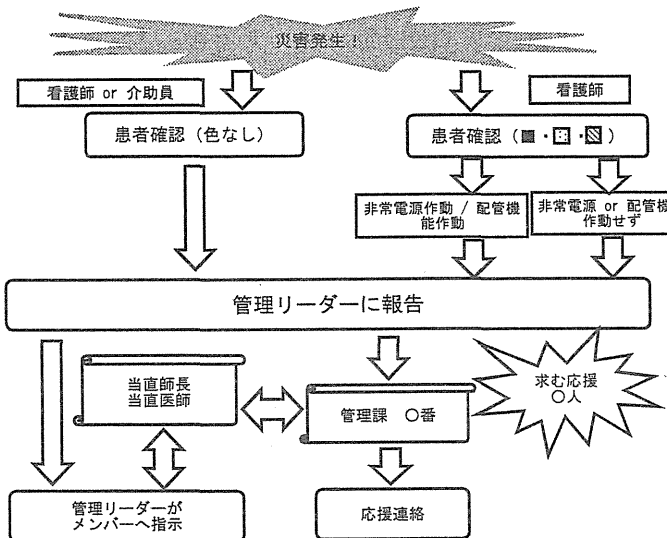 災害発生！
看護師 or 介助員
看護師
患者確認（色なし）
患者確認（■・□・▨）
非常電源作動 / 配管機
能作動
非常電源 or 配管機
作動せず
管理リーダーに報告
当直師長
当直医師
管理課 〇番
求む応援
〇人
管理リーダーが
メンバーへ指示
応援連絡